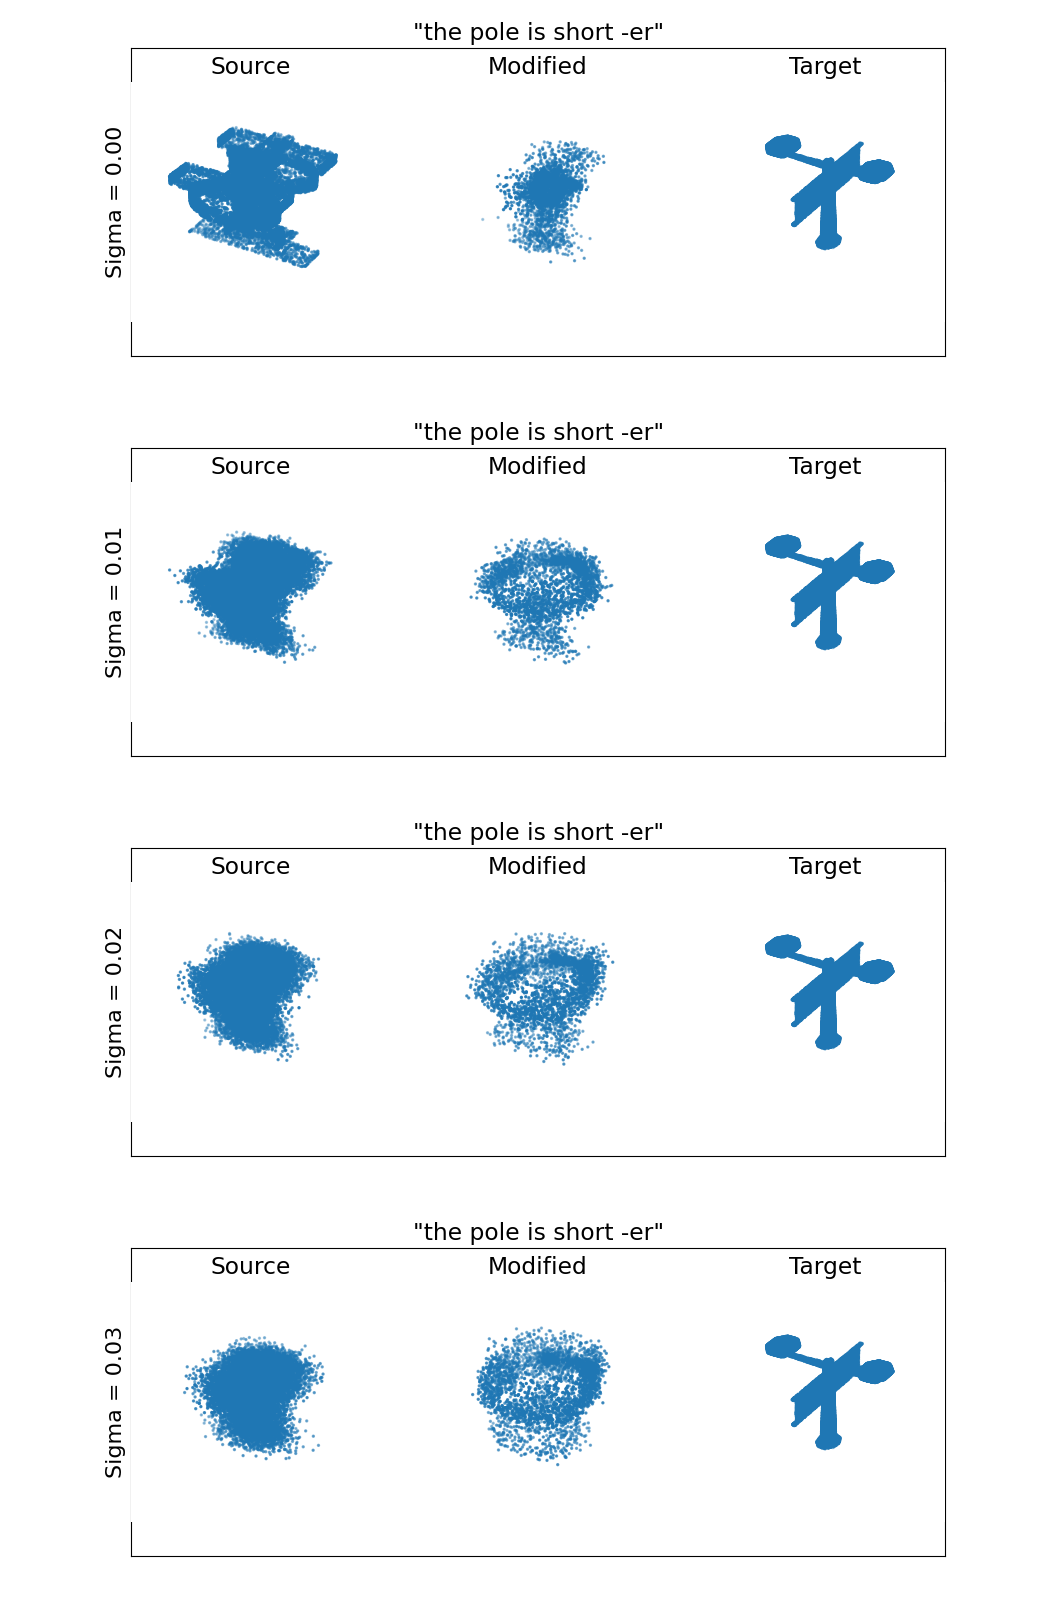 "the pole is short -er"
Source Modified Target
Sigma = 0.00
"the pole is short -er"
Source Modified Target
Sigma = 0.01
"the pole is short -er"
Source Modified Target
Sigma = 0.02
"the pole is short -er"
Source Modified Target
Sigma = 0.03